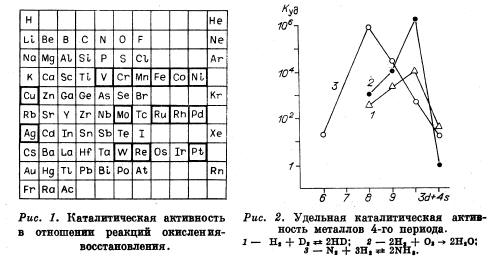 H He
Li Be B C N O F Ne
Na Mg Al Si P S Cl Ar
K Ca Sc Ti V Cr Mn Fe Co Ni
Cu Zn Ga Ge As Se Br Kr
Rb Sr Y Zr Nb Mo Tc Ru Rh Pd
Ag Cd In Sn Sb Te I Xe
CS Ba La Hf Ta W Re Os Ir Pt
Au Hg Tl Pb Bi Po At Rn
Fr Ra Ac
Рис. 1. Каталитическая активность
в отношении реакций окисления-
восстановления.
Kуд
10⁶
10⁴
10²
1
3
2
1
6 7 8 9 3d+4s
Рис. 2. Удельная каталитическая актив-
ность металлов 4-го периода.
1 — H₂ + D₂ ⇄ 2HD; 2 — 2H₂ + O₂ → 2H₂O;
3 — N₂ + 3H₂ ⇄ 2NH₃.